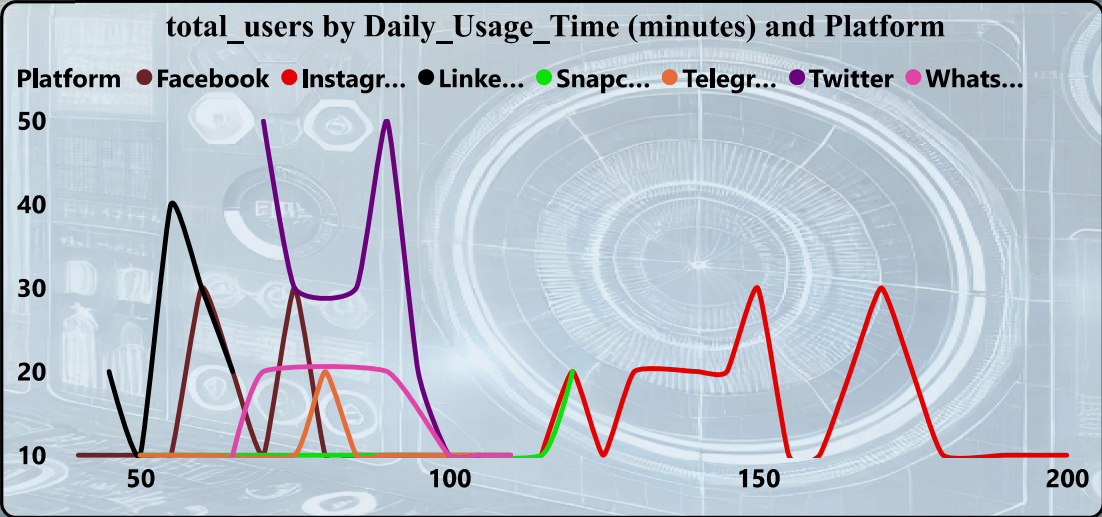 total_users by Daily_Usage_Time (minutes) and Platform
Platform Facebook Instagr... Linke... Snapc... Telegr... Twitter Whats...
50
40
30
20
10
50 100 150 200